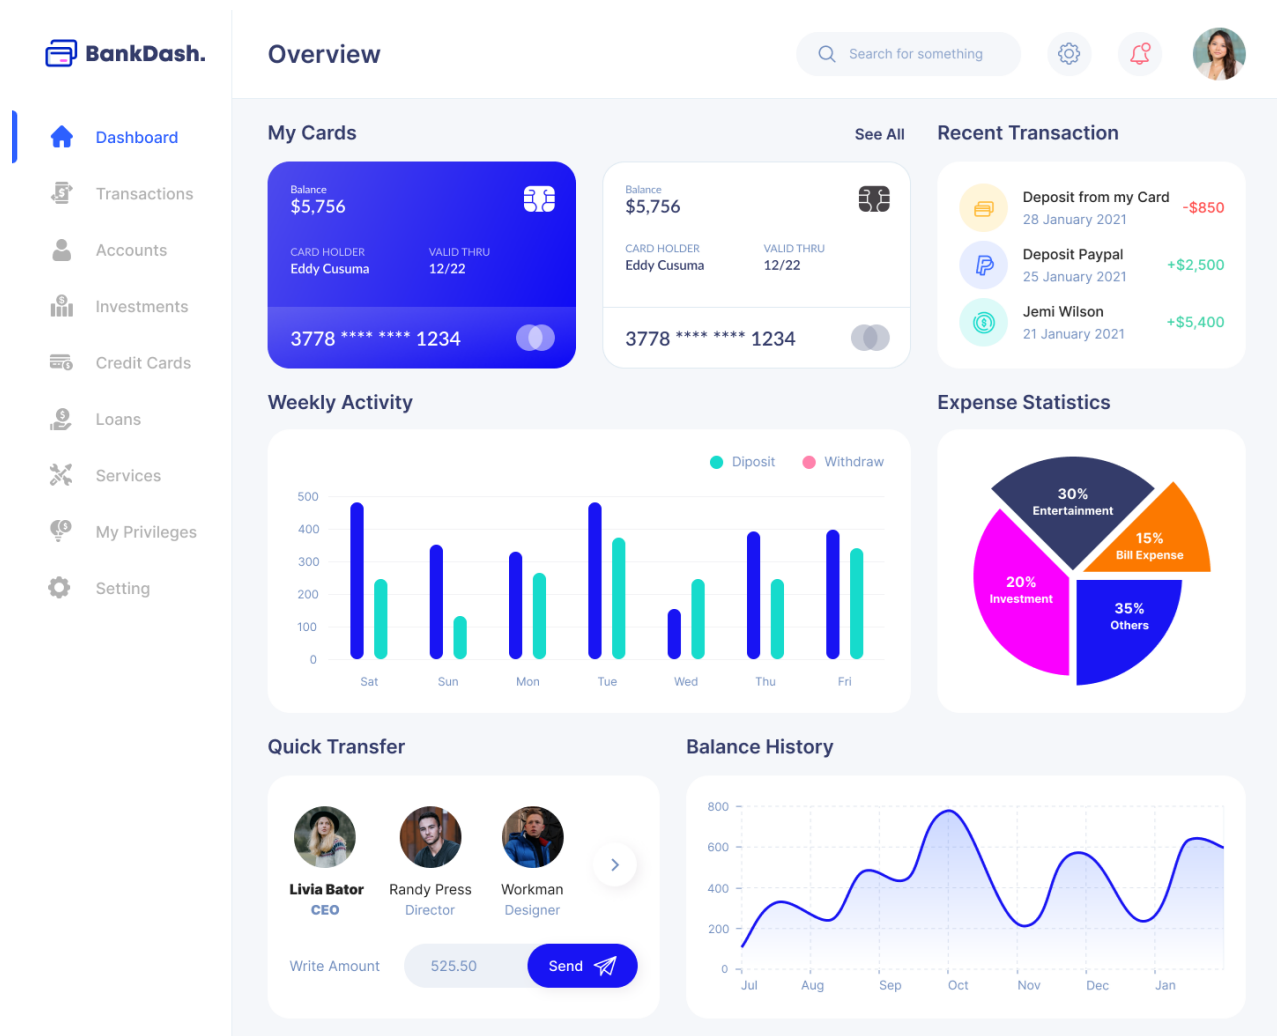 BankDash.
Overview
Search for something
Dashboard
Transactions
Accounts
Investments
Credit Cards
Loans
Services
My Privileges
Setting
My Cards
See All
Balance
$5,756
CARD HOLDER
VALID THRU
Eddy Cusuma
12/22
3778 **** **** 1234
Balance
$5,756
CARD HOLDER
VALID THRU
Eddy Cusuma
12/22
3778 **** **** 1234
Recent Transaction
Deposit from my Card
28 January 2021
-$850
Deposit Paypal
25 January 2021
+$2,500
Jemi Wilson
21 January 2021
+$5,400
Weekly Activity
Diposit
Withdraw
500
400
300
200
100
0
Sat Sun Mon Tue Wed Thu Fri
Expense Statistics
30%
Entertainment
15%
Bill Expense
20%
Investment
35%
Others
Quick Transfer
Livia Bator
CEO
Randy Press
Director
Workman
Designer
Write Amount
525.50
Send
Balance History
800
600
400
200
0
Jul Aug Sep Oct Nov Dec Jan